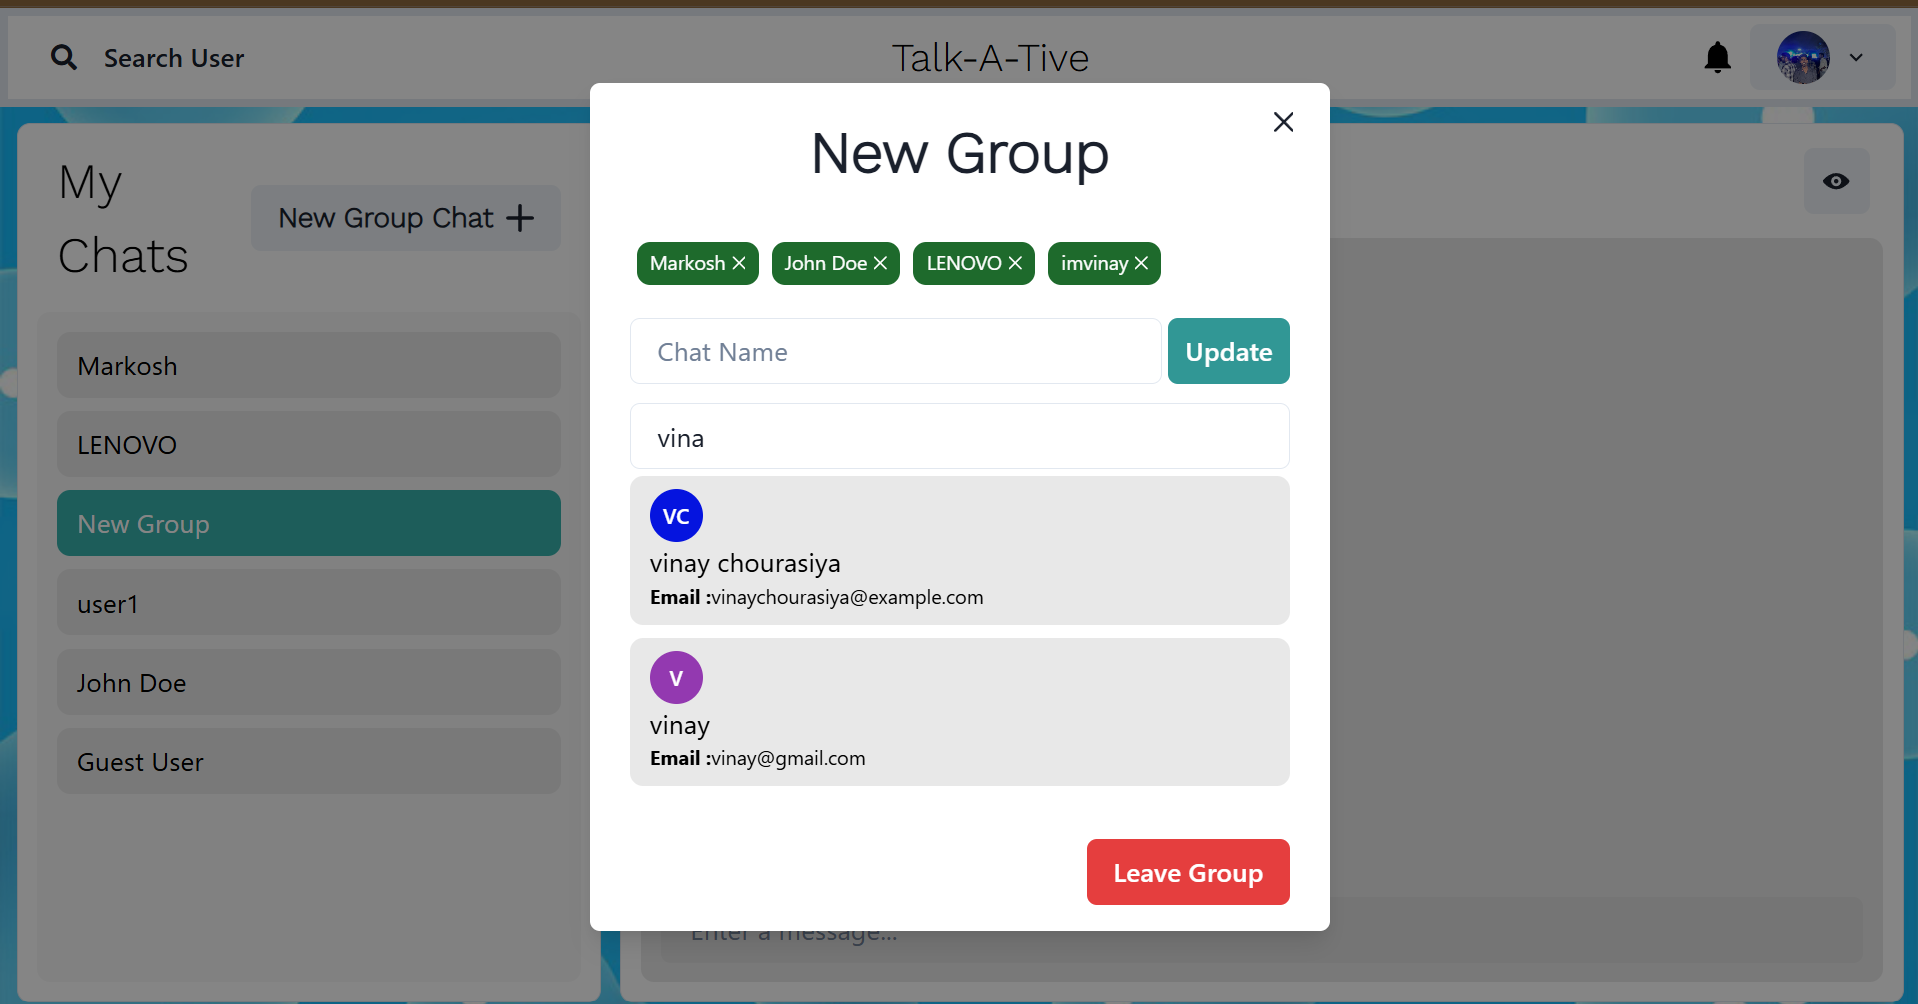 Search User
Talk-A-Tive
My
Chats
New Group Chat
Markosh
LENOVO
New Group
user1
John Doe
Guest User
New Group
Markosh
John Doe
LENOVO
imvinay
Chat Name
Update
vina
VC
vinay chourasiya
Email :vinaychourasiya@example.com
V
vinay
Email :vinay@gmail.com
Leave Group
Enter a message...